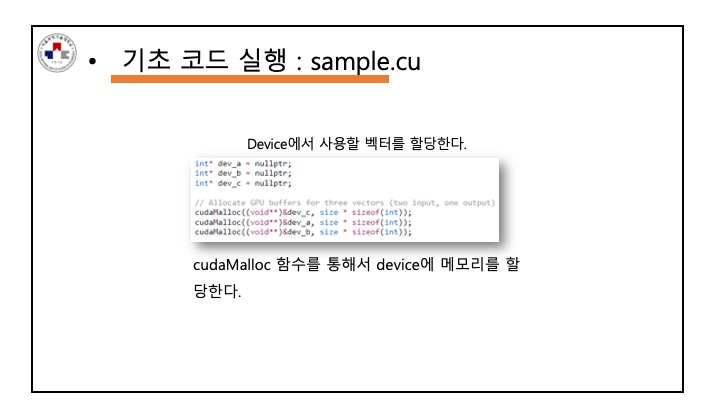 • 기초 코드 실행 : sample.cu
Device에서 사용할 벡터를 할당한다.
int* dev_a = nullptr;
int* dev_b = nullptr;
int* dev_c = nullptr;
// Allocate GPU buffers for three vectors (two input, one output)
cudaMalloc((void**)&dev_c, size * sizeof(int));
cudaMalloc((void**)&dev_a, size * sizeof(int));
cudaMalloc((void**)&dev_b, size * sizeof(int));
cudaMalloc 함수를 통해서 device에 메모리를 할
당한다.